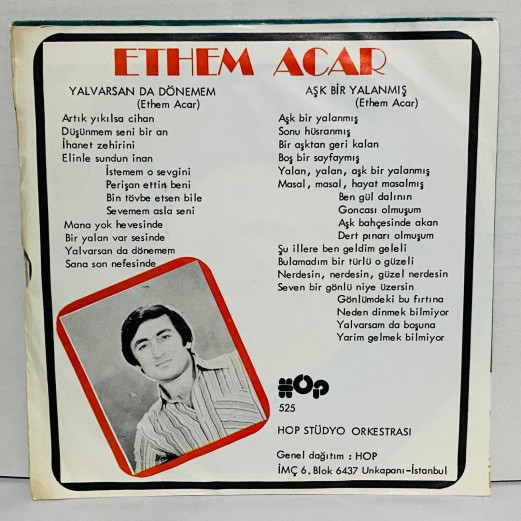 ETHEM ACAR
YALVARSAN DA DÖNEMEM
(Ethem Acar)
Artık yıkılsa cihan
Düşünmem seni bir an
İhanet zehirini
Elinle sundun inan
İstemem o sevgini
Perişan ettin beni
Bin tövbe etsen bile
Sevemem asla seni
Mana yok hevesinde
Bir yalan var sesinde
Yalvarsan da dönemem
Sana son nefesinde
AŞK BİR YALANMIŞ
(Ethem Acar)
Aşk bir yalanmış
Sonu hüsranmış
Bir aşktan geri kalan
Boş bir sayfaymış
Yalan, yalan, aşk bir yalanmış
Masal, masal, hayat masalmış
Ben gül dalının
Goncası olmuşum
Aşk bahçesinde akan
Dert pınarı olmuşum
Şu illere ben geldim geleli
Bulamadım bir türlü o güzeli
Nerdesin, nerdesin, güzel nerdesin
Seven bir gönlü niye üzersin
Gönlümdeki bu fırtına
Neden dinmek bilmiyor
Yalvarsam da boşuna
Yarim gelmek bilmiyor
HOP
525
HOP STÜDYO ORKESTRASI
Genel dağıtım : HOP
İMÇ 6. Blok 6437 Unkapanı-İstanbul